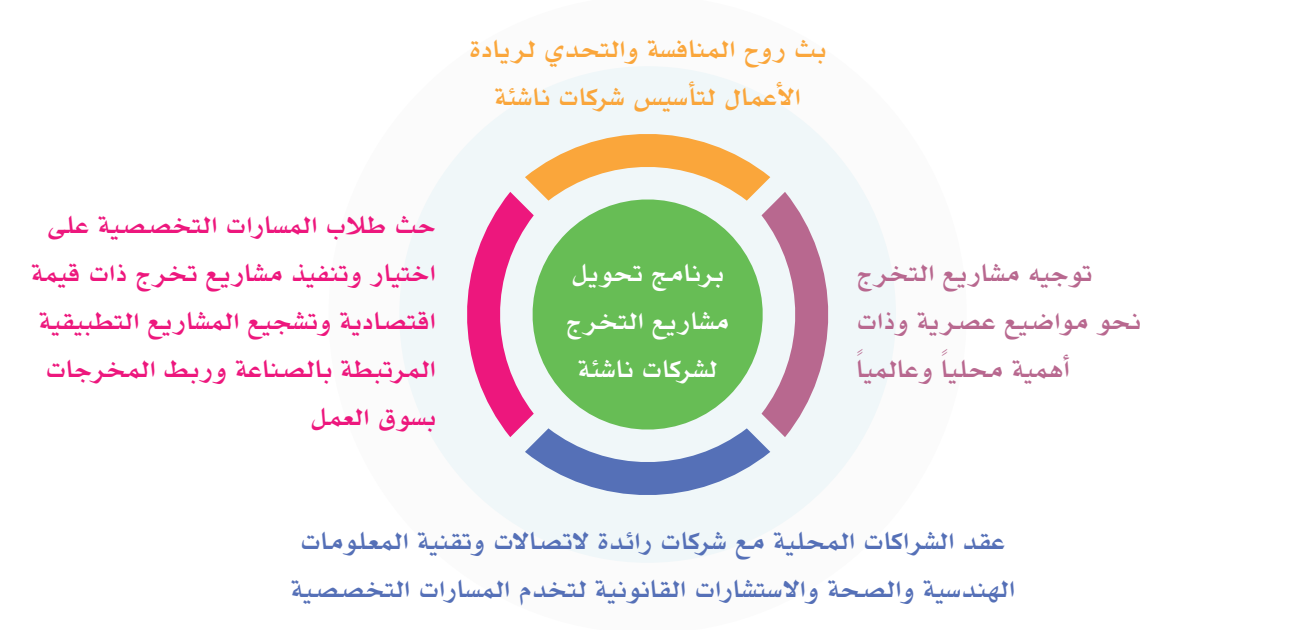 بث روح المنافسة والتحدي لريادة
الأعمال لتأسيس شركات ناشئة
توجيه مشاريع التخرج
نحو مواضيع عصرية وذات
أهمية محلياً وعالمياً
برنامج تحويل
مشاريع التخرج
لشركات ناشئة
حث طلاب المسارات التخصصية على
اختيار وتنفيذ مشاريع تخرج ذات قيمة
اقتصادية وتشجيع المشاريع التطبيقية
المرتبطة بالصناعة وربط المخرجات
بسوق العمل
عقد الشراكات المحلية مع شركات رائدة لاتصالات وتقنية المعلومات
الهندسية والصحة والاستشارات القانونية لتخدم المسارات التخصصية